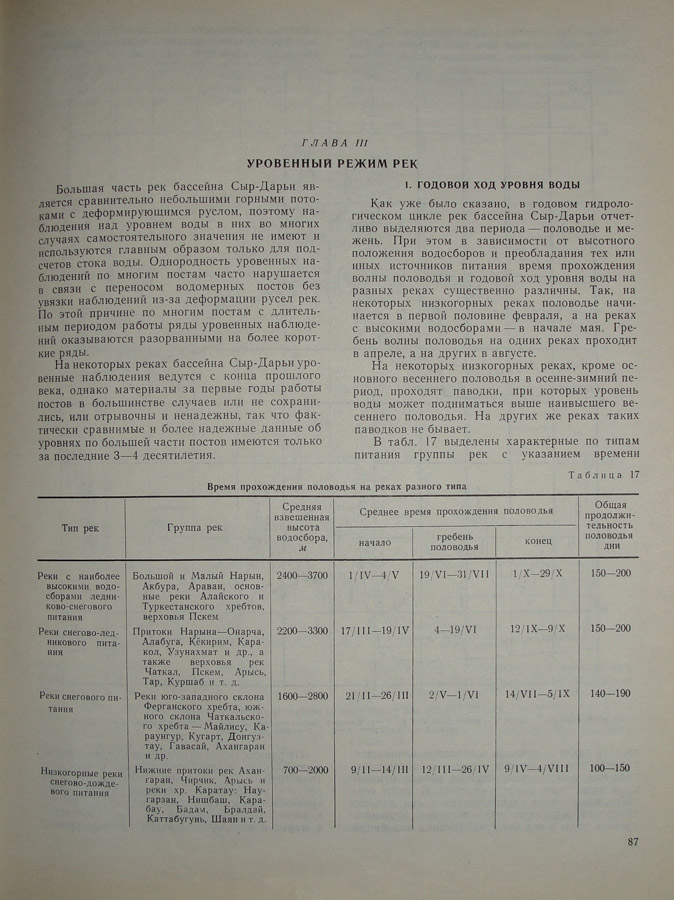 ГЛАВА III
УРОВЕННЫЙ РЕЖИМ РЕК
Большая часть рек бассейна Сыр-Дарьи яв-
ляется сравнительно небольшими горными пото-
ками с деформирующимся руслом, поэтому на-
блюдения над уровнем воды в них во многих
случаях самостоятельного значения не имеют и
используются главным образом только для под-
счетов стока воды. Однородность уровенных на-
блюдений по многим постам часто нарушается
в связи с переносом водомерных постов без
увязки наблюдений из-за деформации русел рек.
По этой причине по многим постам с длитель-
ным периодом работы ряды уровенных наблюде-
ний оказываются разорванными на более корот-
кие ряды.
На некоторых реках бассейна Сыр-Дарьи уро-
венные наблюдения ведутся с конца прошлого
века, однако материалы за первые годы работы
постов в большинстве случаев или не сохрани-
лись, или отрывочны и ненадежны, так что фак-
тически сравнимые и более надежные данные об
уровнях по большей части постов имеются только
за последние 3—4 десятилетия.
1. ГОДОВОЙ ХОД УРОВНЯ ВОДЫ
Как уже было сказано, в годовом гидроло-
гическом цикле рек бассейна Сыр-Дарьи отчет-
ливо выделяются два периода — половодье и ме-
жень. При этом в зависимости от высотного
положения водосборов и преобладания тех или
иных источников питания время прохождения
волны половодья и годовой ход уровня воды на
разных реках существенно различны. Так, на
некоторых низкогорных реках половодье начи-
нается в первой половине февраля, а на реках
с высокими водосборами — в начале мая. Гре-
бень волны половодья на одних реках проходит
в апреле, а на других в августе.
На некоторых низкогорных реках, кроме ос-
новного весеннего половодья в осенне-зимний пе-
риод, проходят паводки, при которых уровень
воды может подниматься выше наивысшего ве-
сеннего половодья. На других же реках таких
паводков не бывает.
В табл. 17 выделены характерные по типам
питания группы рек с указанием времени
Таблица 17
Время прохождения половодья на реках разного типа
Тип рек
Группа рек
Средняя
взвешенная
высота
водосбора,
м
Среднее время прохождения половодья
начало
гребень
половодья
конец
Общая
продолжи-
тельность
половодья
дни
Реки с наиболее
высокими водо-
сборами ледни-
ково-снегового
питания
Большой и Малый Нарын,
Акбура, Араван, основ-
ные реки Алайского и
Туркестанского хребтов,
верховья Пскем
2400—3700
1/IV—4/V
19/VI—31/VII
1/X—29/X
150—200
Реки снегово-лед-
никового пита-
ния
Притоки Нарына—Онарча,
Алабуга, Кёкирим, Кара-
кол, Узунахмат и др., а
также верховья рек
Чаткал, Пскем, Арысь,
Тар, Куршаб и т. д.
2200—3300
17/III—19/IV
4—19/VI
12/IX—9/X
150—200
Реки снегового пи-
тания
Реки юго-западного склона
Ферганского хребта, юж-
ного склона Чаткальско-
го хребта — Майлису, Ка-
раунгур, Кугарт, Донгуз-
тау, Гавасай, Ахангаран
и др.
1600—2800
21/II—26/III
2/V—1/VI
14/VII—5/IX
140—190
Низкогорные реки
снегово-дожде-
вого питания
Нижние притоки рек Ахан-
гаран, Чирчик, Арысь и
реки хр. Каратау: Нау-
гарзан, Нишбаш, Кара-
бау, Бадам, Бралдай,
Каттабугунь, Шаян и т. д.
700—2000
9/II—14/III
12/III—26/IV
9/IV—4/VIII
100—150
87